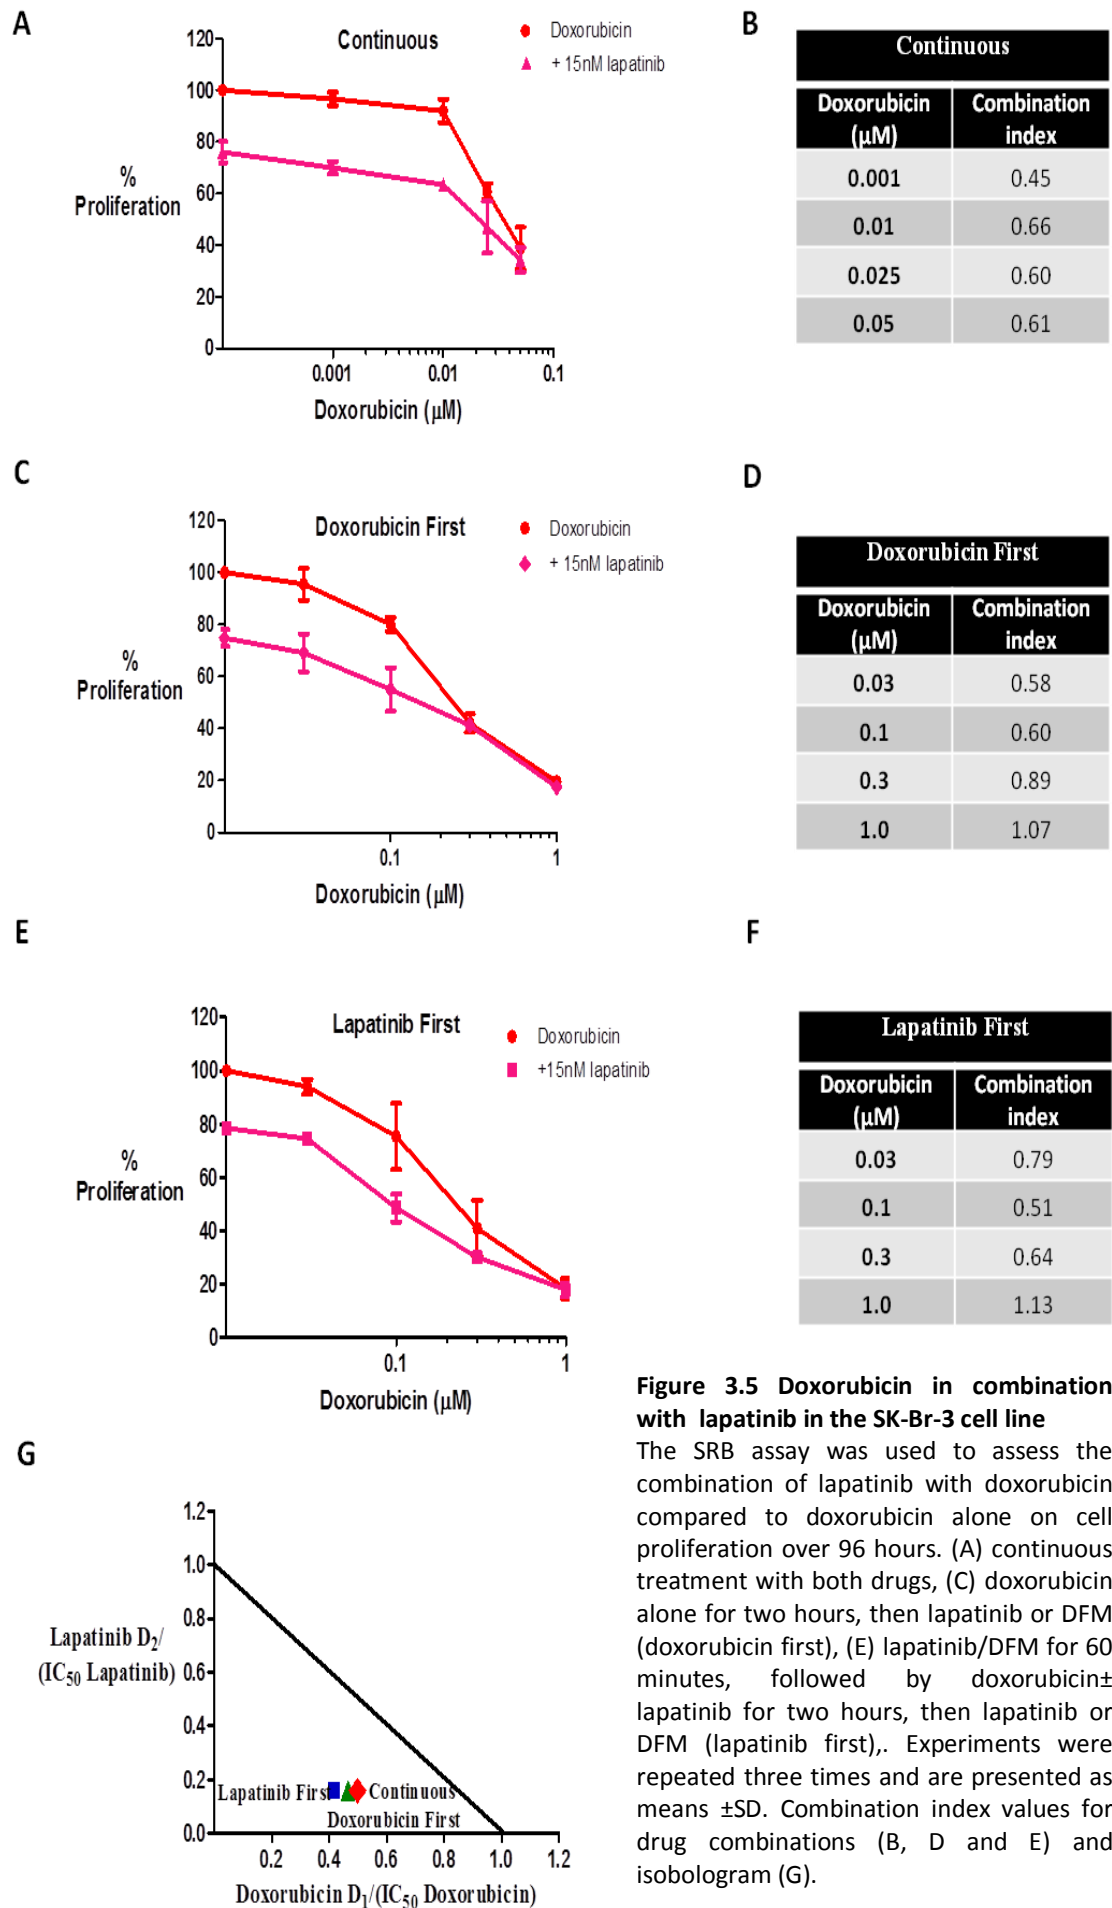 A
Continuous
Doxorubicin
+ 15nM lapatinib
120
100
80
60
40
20
0
%
Proliferation
0.001
0.01
0.1
Doxorubicin (µM)
B
Continuous
Doxorubicin (µM) Combination index
0.001 0.45
0.01 0.66
0.025 0.60
0.05 0.61
C
Doxorubicin First
Doxorubicin
+ 15nM lapatinib
120
100
80
60
40
20
0
%
Proliferation
0.1
1
Doxorubicin (µM)
D
Doxorubicin First
Doxorubicin (µM) Combination index
0.03 0.58
0.1 0.60
0.3 0.89
1.0 1.07
E
Lapatinib First
Doxorubicin
+15nM lapatinib
120
100
80
60
40
20
0
%
Proliferation
0.1
1
Doxorubicin (µM)
F
Lapatinib First
Doxorubicin (µM) Combination index
0.03 0.79
0.1 0.51
0.3 0.64
1.0 1.13
G
1.2
1.0
0.8
0.6
0.4
0.2
0.0
Lapatinib D2/
(IC50 Lapatinib)
Lapatinib First
Continuous
Doxorubicin First
0.2 0.4 0.6 0.8 1.0 1.2
Doxorubicin D1/(IC50 Doxorubicin)
Figure 3.5 Doxorubicin in combination
with lapatinib in the SK-Br-3 cell line
The SRB assay was used to assess the
combination of lapatinib with doxorubicin
compared to doxorubicin alone on cell
proliferation over 96 hours. (A) continuous
treatment with both drugs, (C) doxorubicin
alone for two hours, then lapatinib or DFM
(doxorubicin first), (E) lapatinib/DFM for 60
minutes, followed by doxorubicin±
lapatinib for two hours, then lapatinib or
DFM (lapatinib first),. Experiments were
repeated three times and are presented as
means ±SD. Combination index values for
drug combinations (B, D and E) and
isobologram (G).